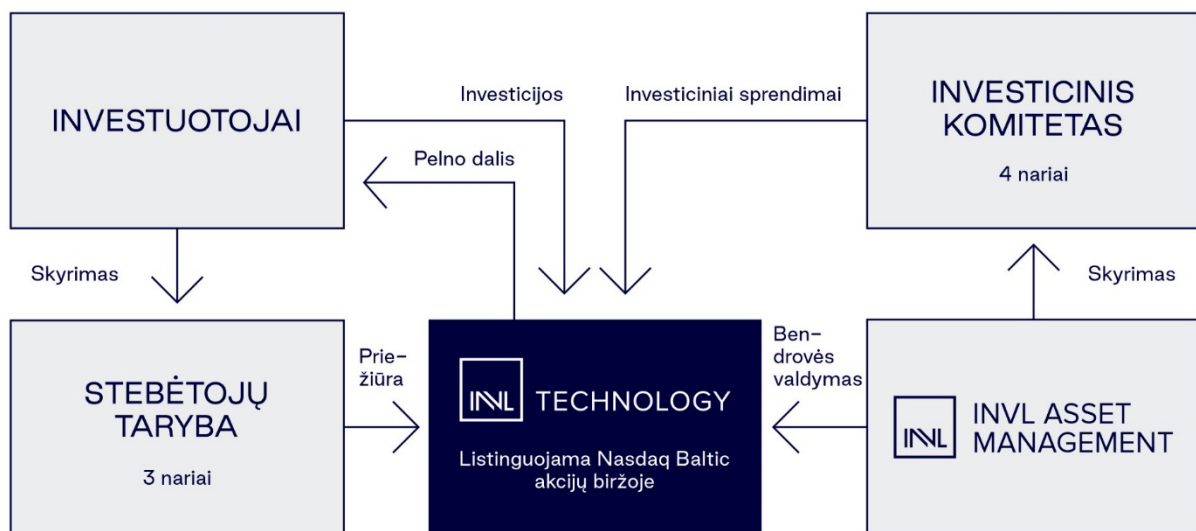 INVESTUOTOJAI
Investicijos
Pelno dalis
Investiciniai sprendimai
INVESTICINIS
KOMITETAS
4 nariai
Skyrimas
Skyrimas
STEBĖTOJŲ
TARYBA
3 nariai
Prie-
žiūra
INVL TECHNOLOGY
Listinguojama Nasdaq Baltic
akcijų biržoje
Ben-
drovės
valdymas
INVL
INVL ASSET
MANAGEMENT